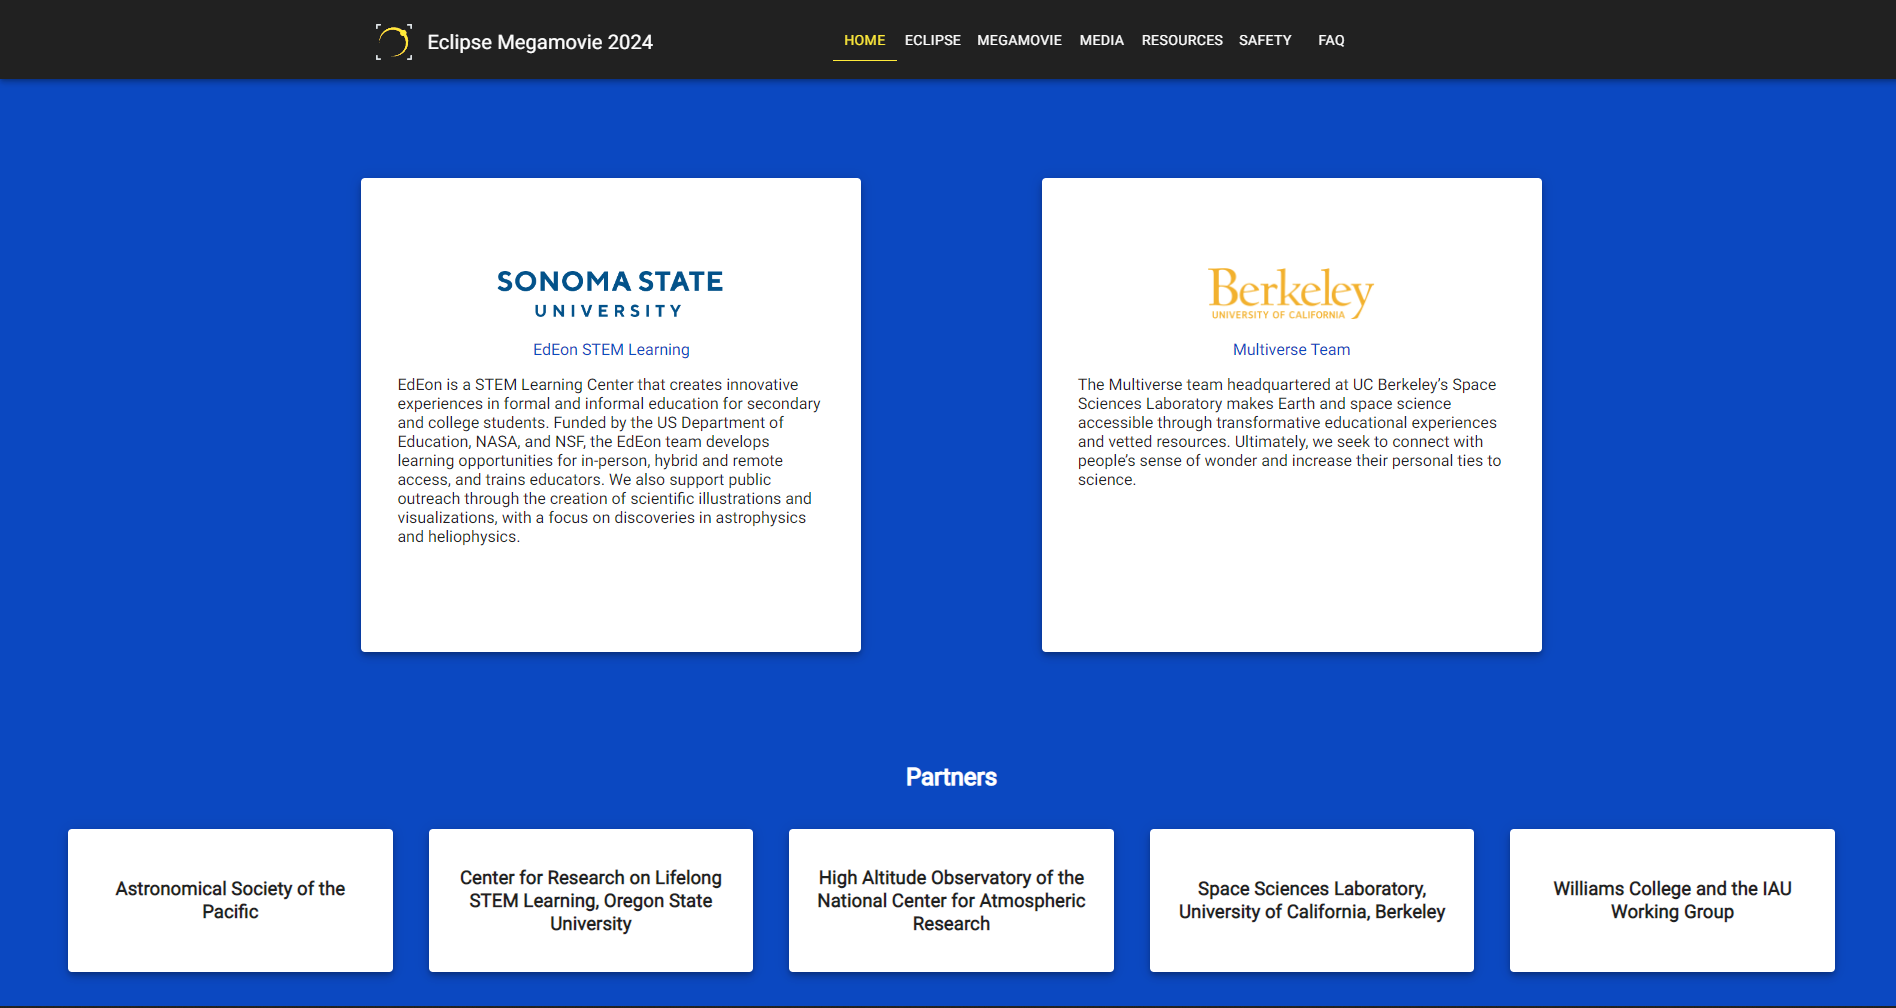 Eclipse Megamovie 2024
HOME ECLIPSE MEGAMOVIE MEDIA RESOURCES SAFETY FAQ
SONOMA STATE
UNIVERSITY
EdEon STEM Learning
EdEon is a STEM Learning Center that creates innovative
experiences in formal and informal education for secondary
and college students. Funded by the US Department of
Education, NASA, and NSF, the EdEon team develops
learning opportunities for in-person, hybrid and remote
access, and trains educators. We also support public
outreach through the creation of scientific illustrations and
visualizations, with a focus on discoveries in astrophysics
and heliophysics.
Berkeley
UNIVERSITY OF CALIFORNIA
Multiverse Team
The Multiverse team headquartered at UC Berkeley’s Space
Sciences Laboratory makes Earth and space science
accessible through transformative educational experiences
and vetted resources. Ultimately, we seek to connect with
people’s sense of wonder and increase their personal ties to
science.
Partners
Astronomical Society of the
Pacific
Center for Research on Lifelong
STEM Learning, Oregon State
University
High Altitude Observatory of the
National Center for Atmospheric
Research
Space Sciences Laboratory,
University of California, Berkeley
Williams College and the IAU
Working Group